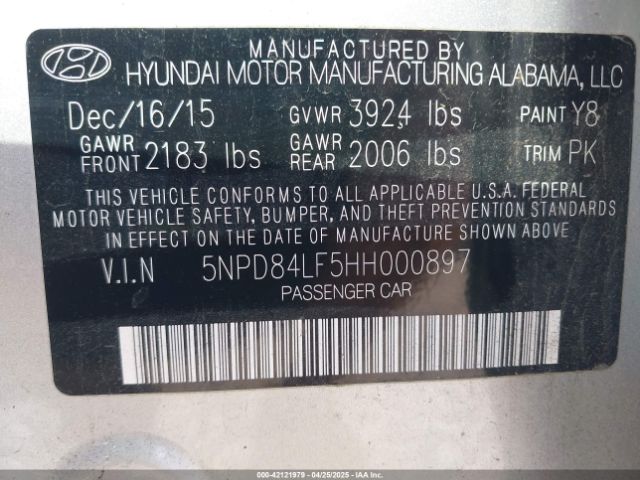 MANUFACTURED BY
HYUNDAI MOTOR MANUFACTURING ALABAMA, LLC
Dec/16/15 GVWR 3924 lbs PAINT Y8
GAWR FRONT 2183 lbs GAWR REAR 2006 lbs TRIM PK
THIS VEHICLE CONFORMS TO ALL APPLICABLE U.S.A. FEDERAL
MOTOR VEHICLE SAFETY, BUMPER, AND THEFT PREVENTION STANDARDS
IN EFFECT ON THE DATE OF MANUFACTURE SHOWN ABOVE.
V.I.N 5NPD84LF5HH000897
PASSENGER CAR
000-42121979 - 04/25/2025 - COPYRIGHT IAA, LLC.